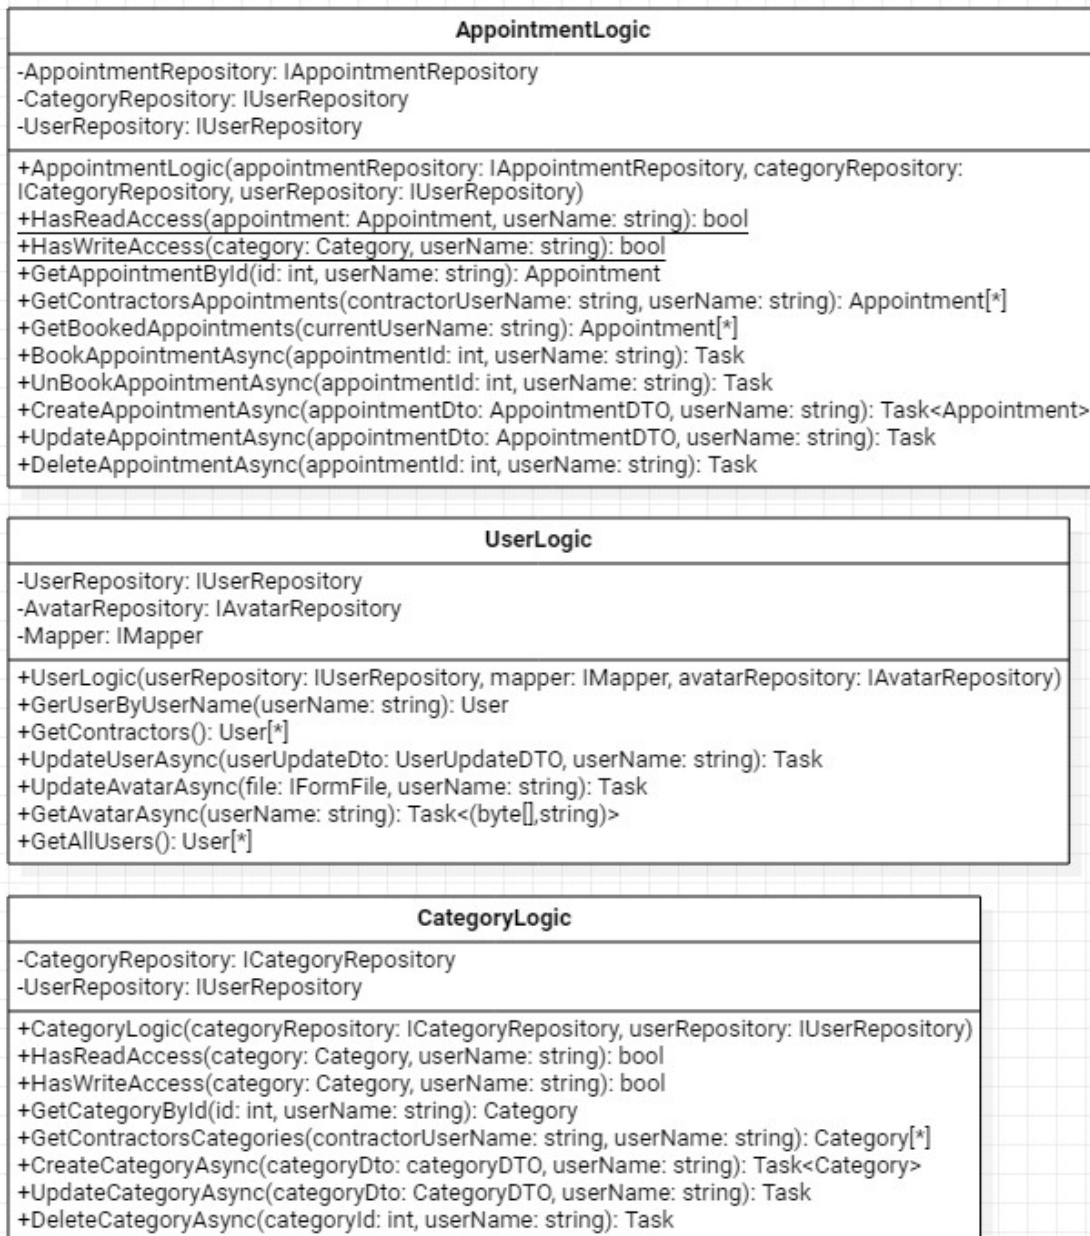 AppointmentLogic
-AppointmentRepository: IAppointmentRepository
-CategoryRepository: IUserRepository
-UserRepository: IUserRepository
+AppointmentLogic(appointmentRepository: IAppointmentRepository, categoryRepository:
ICategoryRepository, userRepository: IUserRepository)
+HasReadAccess(appointment: Appointment, userName: string): bool
+HasWriteAccess(category: Category, userName: string): bool
+GetAppointmentById(id: int, userName: string): Appointment
+GetContractorsAppointments(contractorUserName: string, userName: string): Appointment[*]
+GetBookedAppointments(currentUserName: string): Appointment[*]
+BookAppointmentAsync(appointmentId: int, userName: string): Task
+UnBookAppointmentAsync(appointmentId: int, userName: string): Task
+CreateAppointmentAsync(appointmentDto: AppointmentDTO, userName: string): Task<Appointment>
+UpdateAppointmentAsync(appointmentDto: AppointmentDTO, userName: string): Task
+DeleteAppointmentAsync(appointmentId: int, userName: string): Task
UserLogic
-UserRepository: IUserRepository
-AvatarRepository: IAvatarRepository
-Mapper: IMapper
+UserLogic(userRepository: IUserRepository, mapper: IMapper, avatarRepository: IAvatarRepository)
+GerUserByUserName(userName: string): User
+GetContractors(): User[*]
+UpdateUserAsync(userUpdateDto: UserUpdateDTO, userName: string): Task
+UpdateAvatarAsync(file: IFormFile, userName: string): Task
+GetAvatarAsync(userName: string): Task<(byte[],string)>
+GetAllUsers(): User[*]
CategoryLogic
-CategoryRepository: ICategoryRepository
-UserRepository: IUserRepository
+CategoryLogic(categoryRepository: ICategoryRepository, userRepository: IUserRepository)
+HasReadAccess(category: Category, userName: string): bool
+HasWriteAccess(category: Category, userName: string): bool
+GetCategoryById(id: int, userName: string): Category
+GetContractorsCategories(contractorUserName: string, userName: string): Category[*]
+CreateCategoryAsync(categoryDto: categoryDTO, userName: string): Task<Category>
+UpdateCategoryAsync(categoryDto: CategoryDTO, userName: string): Task
+DeleteCategoryAsync(categoryId: int, userName: string): Task